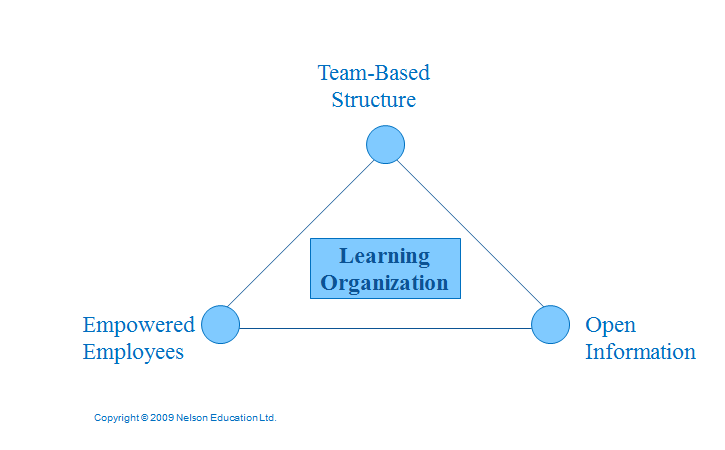 Team-Based
Structure
Learning
Organization
Empowered
Employees
Open
Information
Copyright © 2009 Nelson Education Ltd.